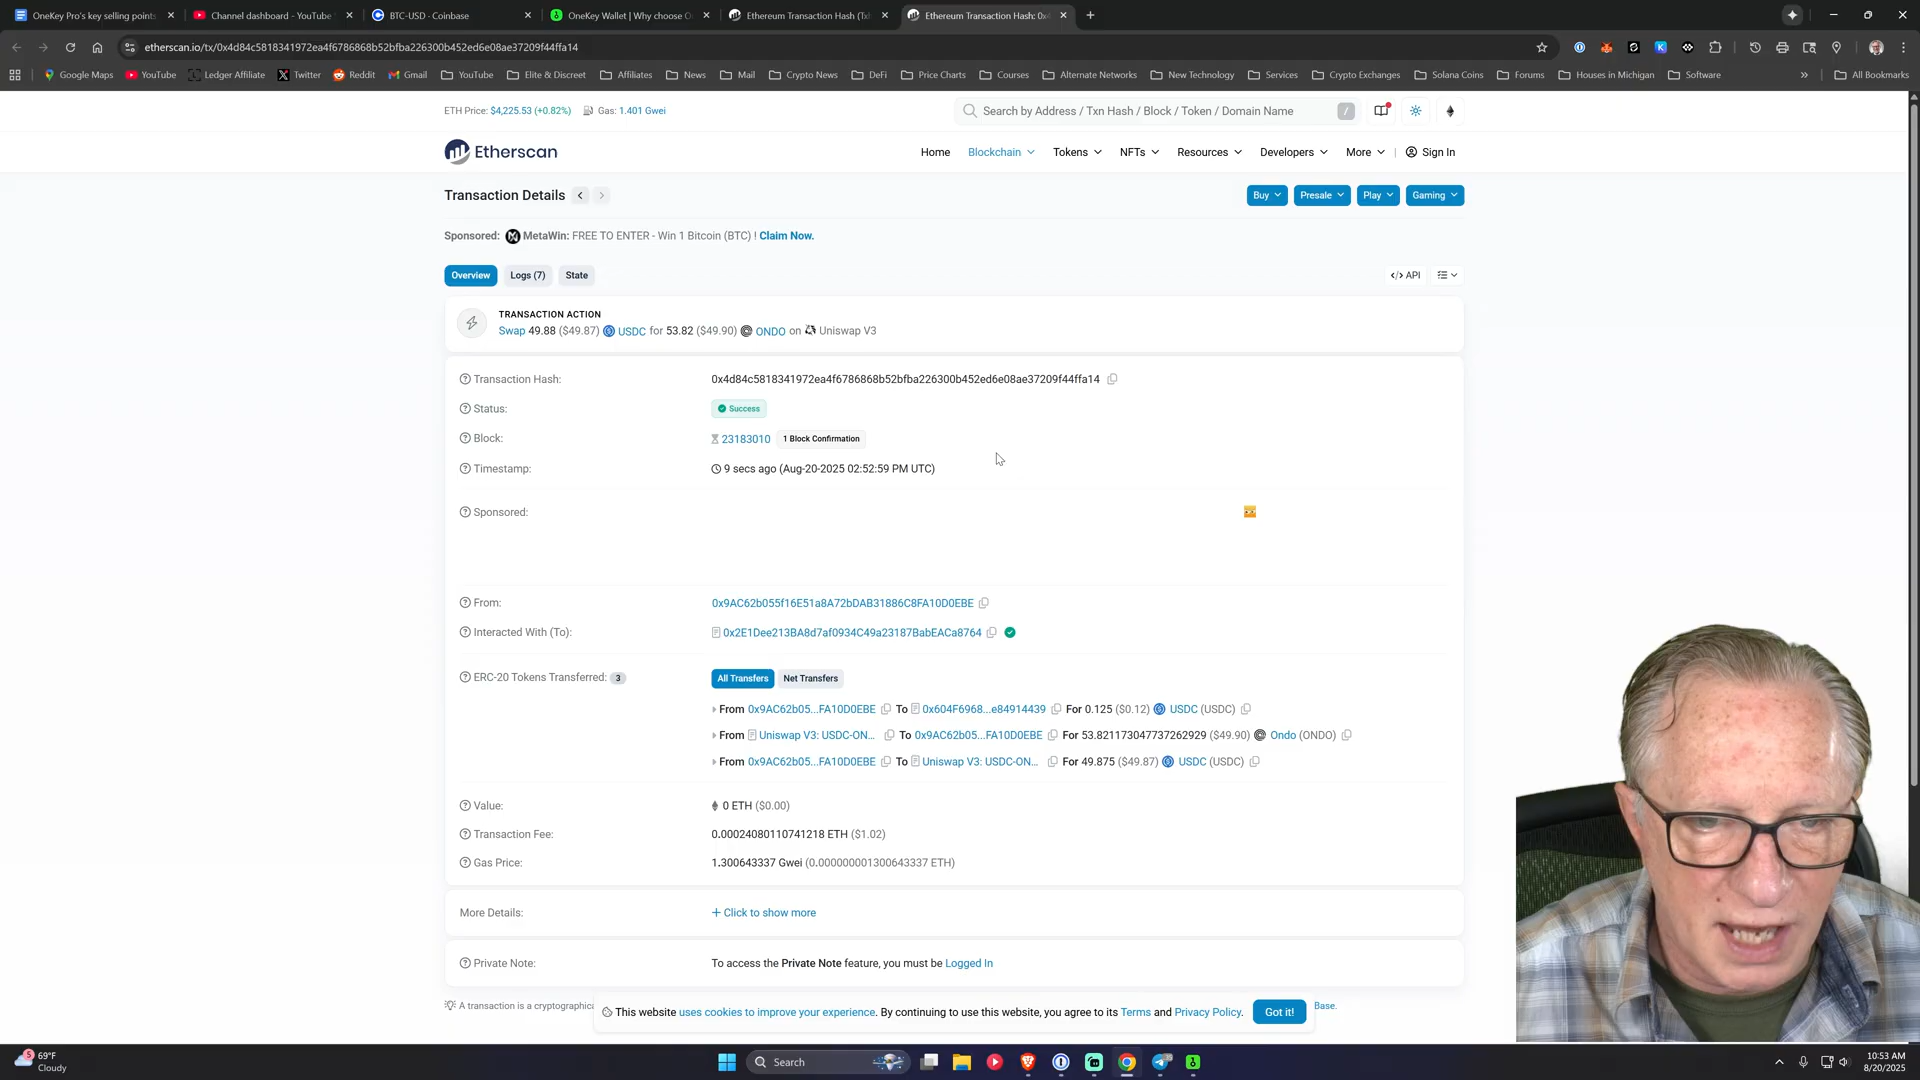 OneKey Pro's key selling points
Channel dashboard - YouTube
BTC-USD · Coinbase
OneKey Wallet | Why choose O
Ethereum Transaction Hash (Txh
Ethereum Transaction Hash: 0x4
etherscan.io/tx/0x4d84c5818341972ea4f6786868b52bfba226300b452ed6e08ae37209f44ffa14
Google Maps
YouTube
Ledger Affiliate
Twitter
Reddit
Gmail
YouTube
Elite & Discreet
Affiliates
News
Mail
Crypto News
DeFi
Price Charts
Courses
Alternate Networks
New Technology
Services
Crypto Exchanges
Solana Coins
Forums
Houses in Michigan
Software
All Bookmarks
ETH Price: $4,225.53 (+0.82%) Gas: 1.401 Gwei
Search by Address / Txn Hash / Block / Token / Domain Name /
Etherscan
Home Blockchain Tokens NFTs Resources Developers More | Sign In
Transaction Details
Buy Presale Play Gaming
Sponsored: MetaWin: FREE TO ENTER - Win 1 Bitcoin (BTC) ! Claim Now.
Overview Logs (7) State
</> API
TRANSACTION ACTION
Swap 49.88 ($49.87) USDC for 53.82 ($49.90) ONDO on Uniswap V3
Transaction Hash: 0x4d84c5818341972ea4f6786868b52bfba226300b452ed6e08ae37209f44ffa14
Status: Success
Block: 23183010 1 Block Confirmation
Timestamp: 9 secs ago (Aug-20-2025 02:52:59 PM UTC)
Sponsored:
From: 0x9AC62b055f16E51a8A72bDAB31886C8FA10D0EBE
Interacted With (To): 0x2E1Dee213BA8d7af0934C49a23187BabEACa8764
ERC-20 Tokens Transferred: 3 All Transfers Net Transfers
From 0x9AC62b05...FA10D0EBE To 0x604F6968...e84914439 For 0.125 ($0.12) USDC (USDC)
From Uniswap V3: USDC-ON... To 0x9AC62b05...FA10D0EBE For 53.821173047737262929 ($49.90) Ondo (ONDO)
From 0x9AC62b05...FA10D0EBE To Uniswap V3: USDC-ON... For 49.875 ($49.87) USDC (USDC)
Value: 0 ETH ($0.00)
Transaction Fee: 0.00024080110741218 ETH ($1.02)
Gas Price: 1.300643337 Gwei (0.000000001300643337 ETH)
More Details: + Click to show more
Private Note: To access the Private Note feature, you must be Logged In
A transaction is a cryptographica
Base.
This website uses cookies to improve your experience. By continuing to use this website, you agree to its Terms and Privacy Policy. Got it!
5
69°F
Cloudy
Search
10:53 AM
8/20/2025